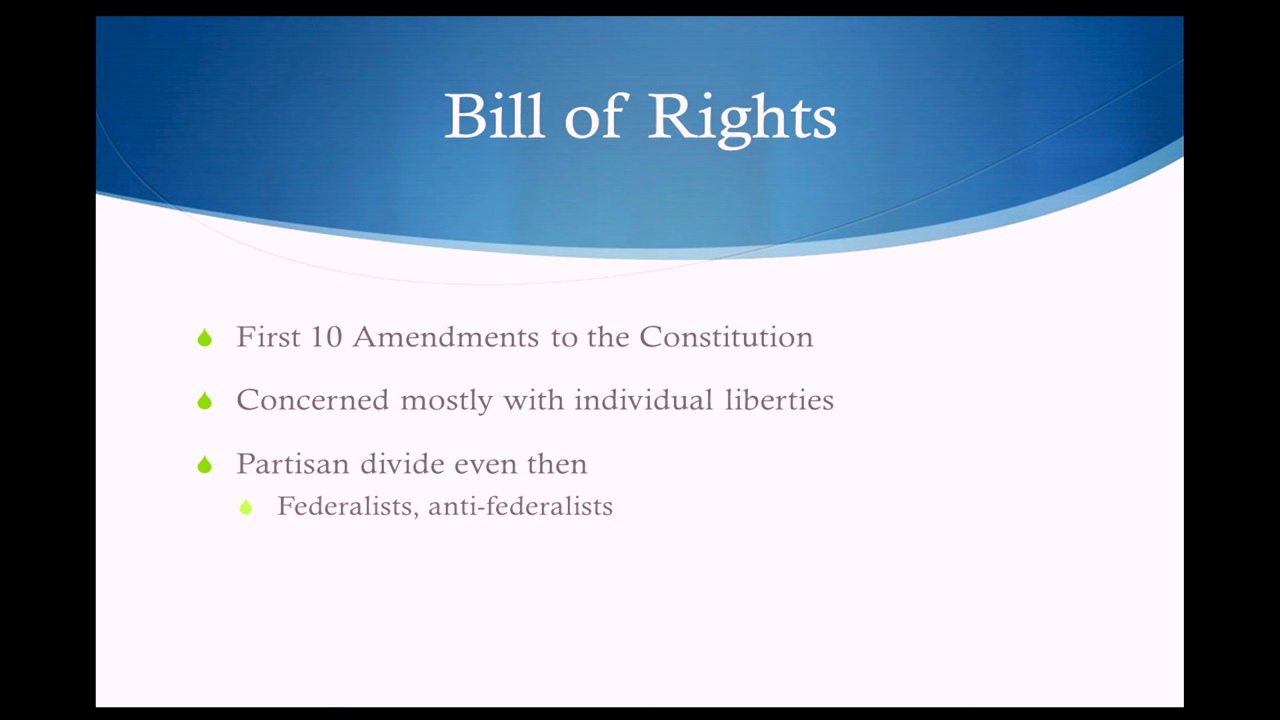 Bill of Rights
First 10 Amendments to the Constitution
Concerned mostly with individual liberties
Partisan divide even then
Federalists, anti-federalists